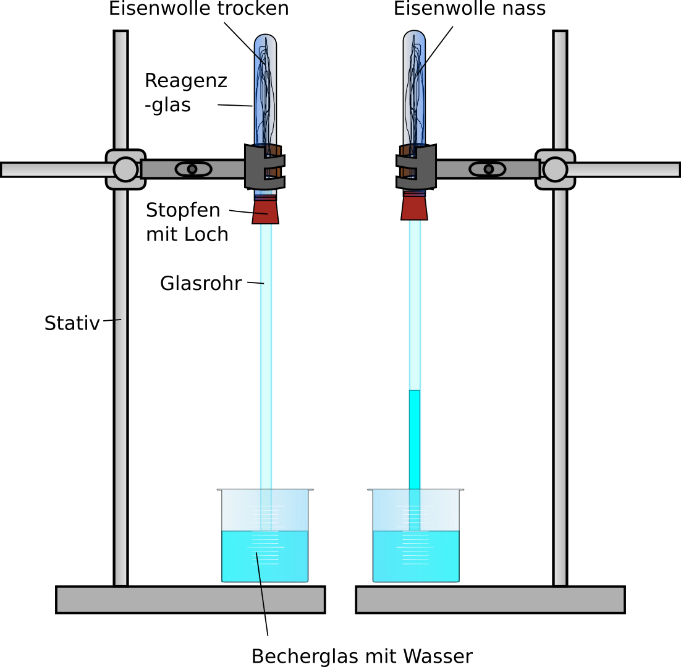 Eisenwolle trocken
Eisenwolle nass
Reagenz
-glas
Stopfen
mit Loch
Glasrohr
Stativ
Becherglas mit Wasser